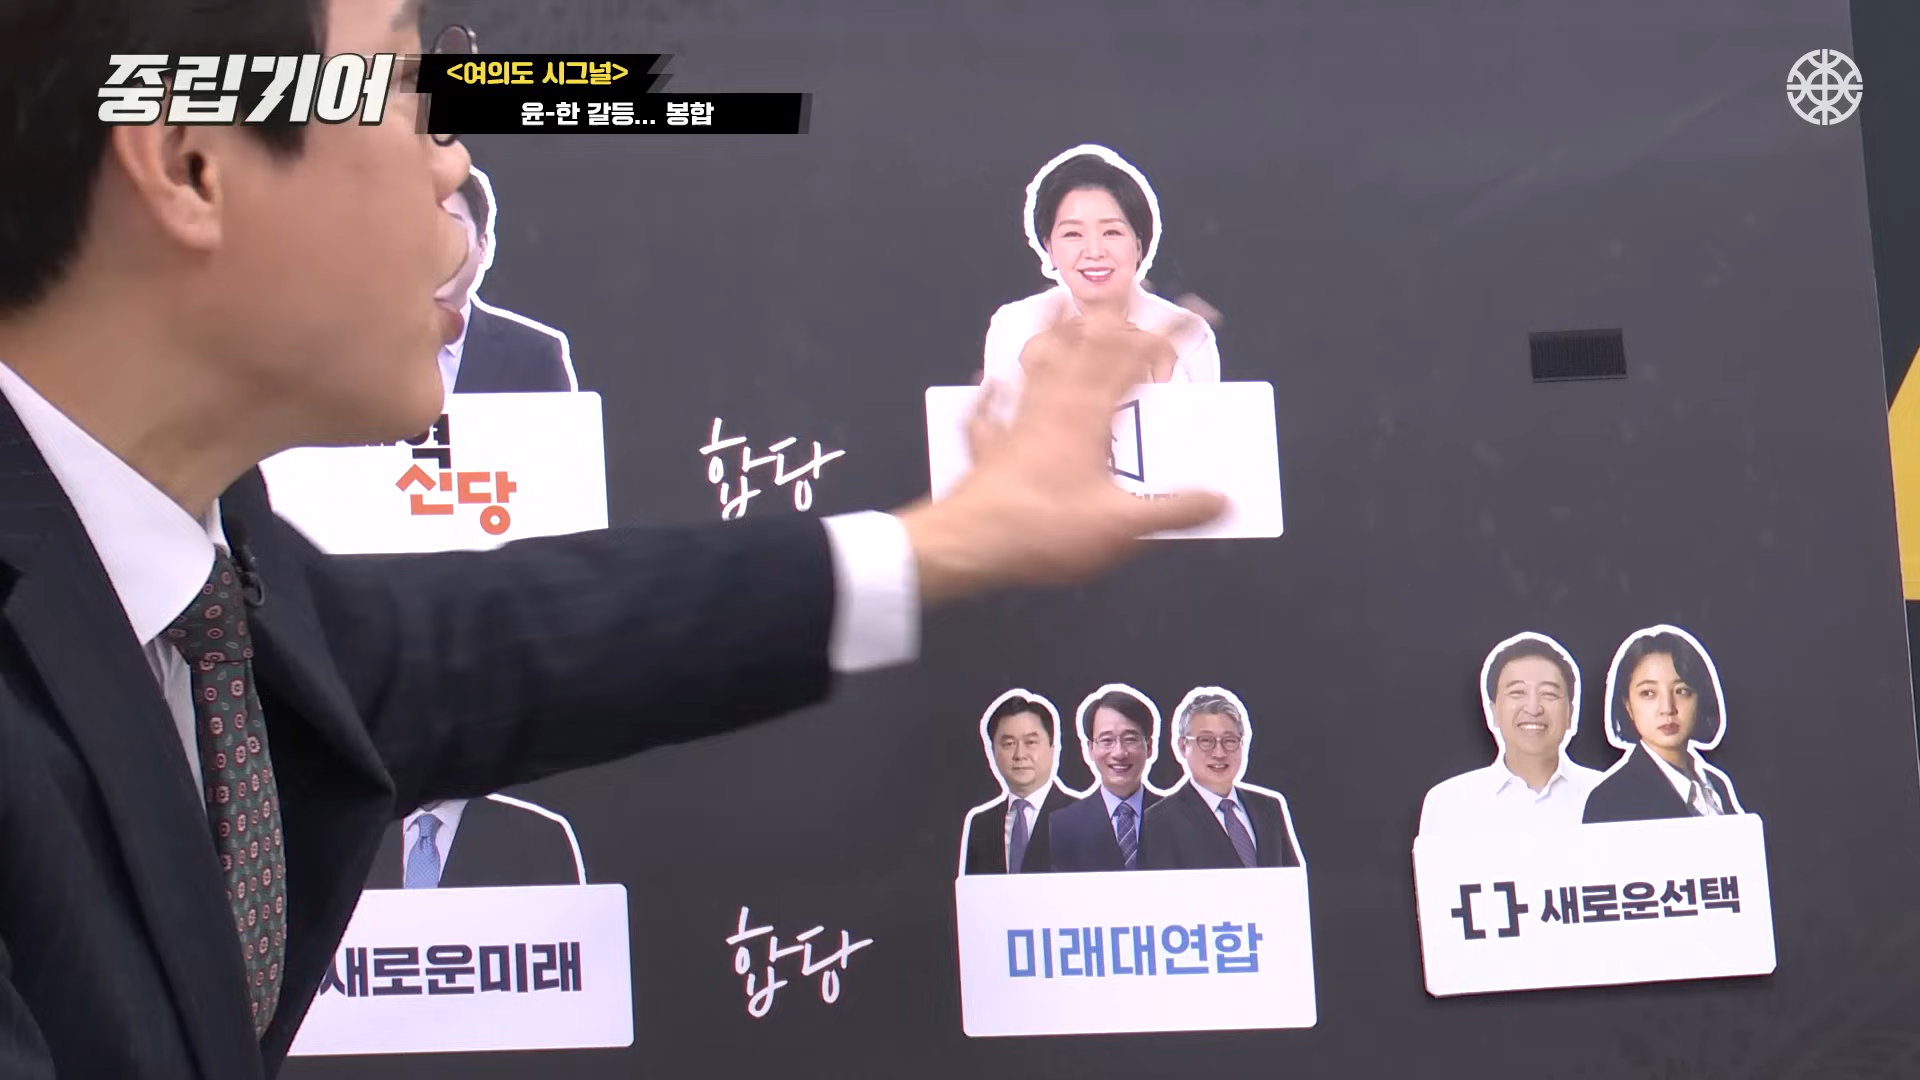 중립기어
<여의도 시그널>
윤-한 갈등... 봉합
신당
합당
합당
새로운미래
미래대연합
새로운선택